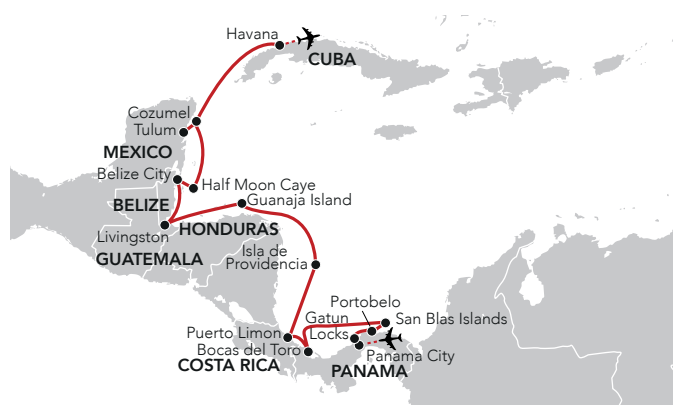 Havana
CUBA
Cozumel
Tulum
MEXICO
Belize City
Half Moon Caye
BELIZE
Guanaja Island
Livingston
HONDURAS
GUATEMALA
Isla de
Providencia
Portobelo
Gatun
Locks
San Blas Islands
Puerto Limon
Bocas del Toro
Panama City
COSTA RICA
PANAMA